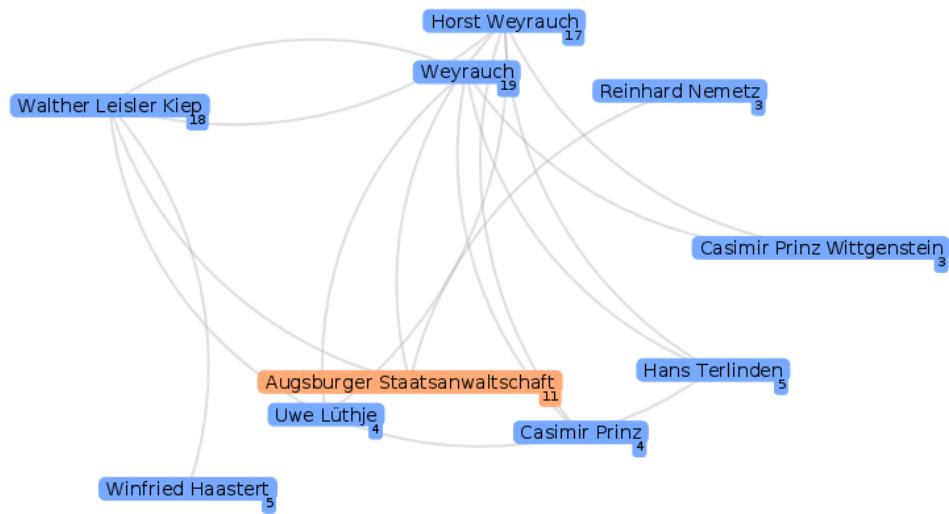 Horst Weyrauch
17
Weyrauch
19
Reinhard Nemetz
3
Walther Leisler Kiep
18
Casimir Prinz Wittgenstein
3
Hans Terlinden
5
Augsburger Staatsanwaltschaft
11
Uwe Lüthje
4
Casimir Prinz
4
Winfried Haastert
5